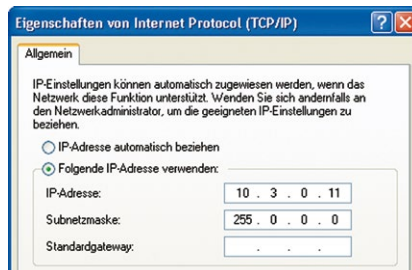 Eigenschaften von Internet Protocol (TCP/IP)
Allgemein
IP-Einstellungen können automatisch zugewiesen werden, wenn das
Netzwerk diese Funktion unterstützt. Wenden Sie sich andernfalls an
den Netzwerkadministrator, um die geeigneten IP-Einstellungen zu
beziehen.
IP-Adresse automatisch beziehen
Folgende IP-Adresse verwenden:
IP-Adresse: 10 . 3 . 0 . 11
Subnetzmaske: 255 . 0 . 0 . 0
Standardgateway: . . .